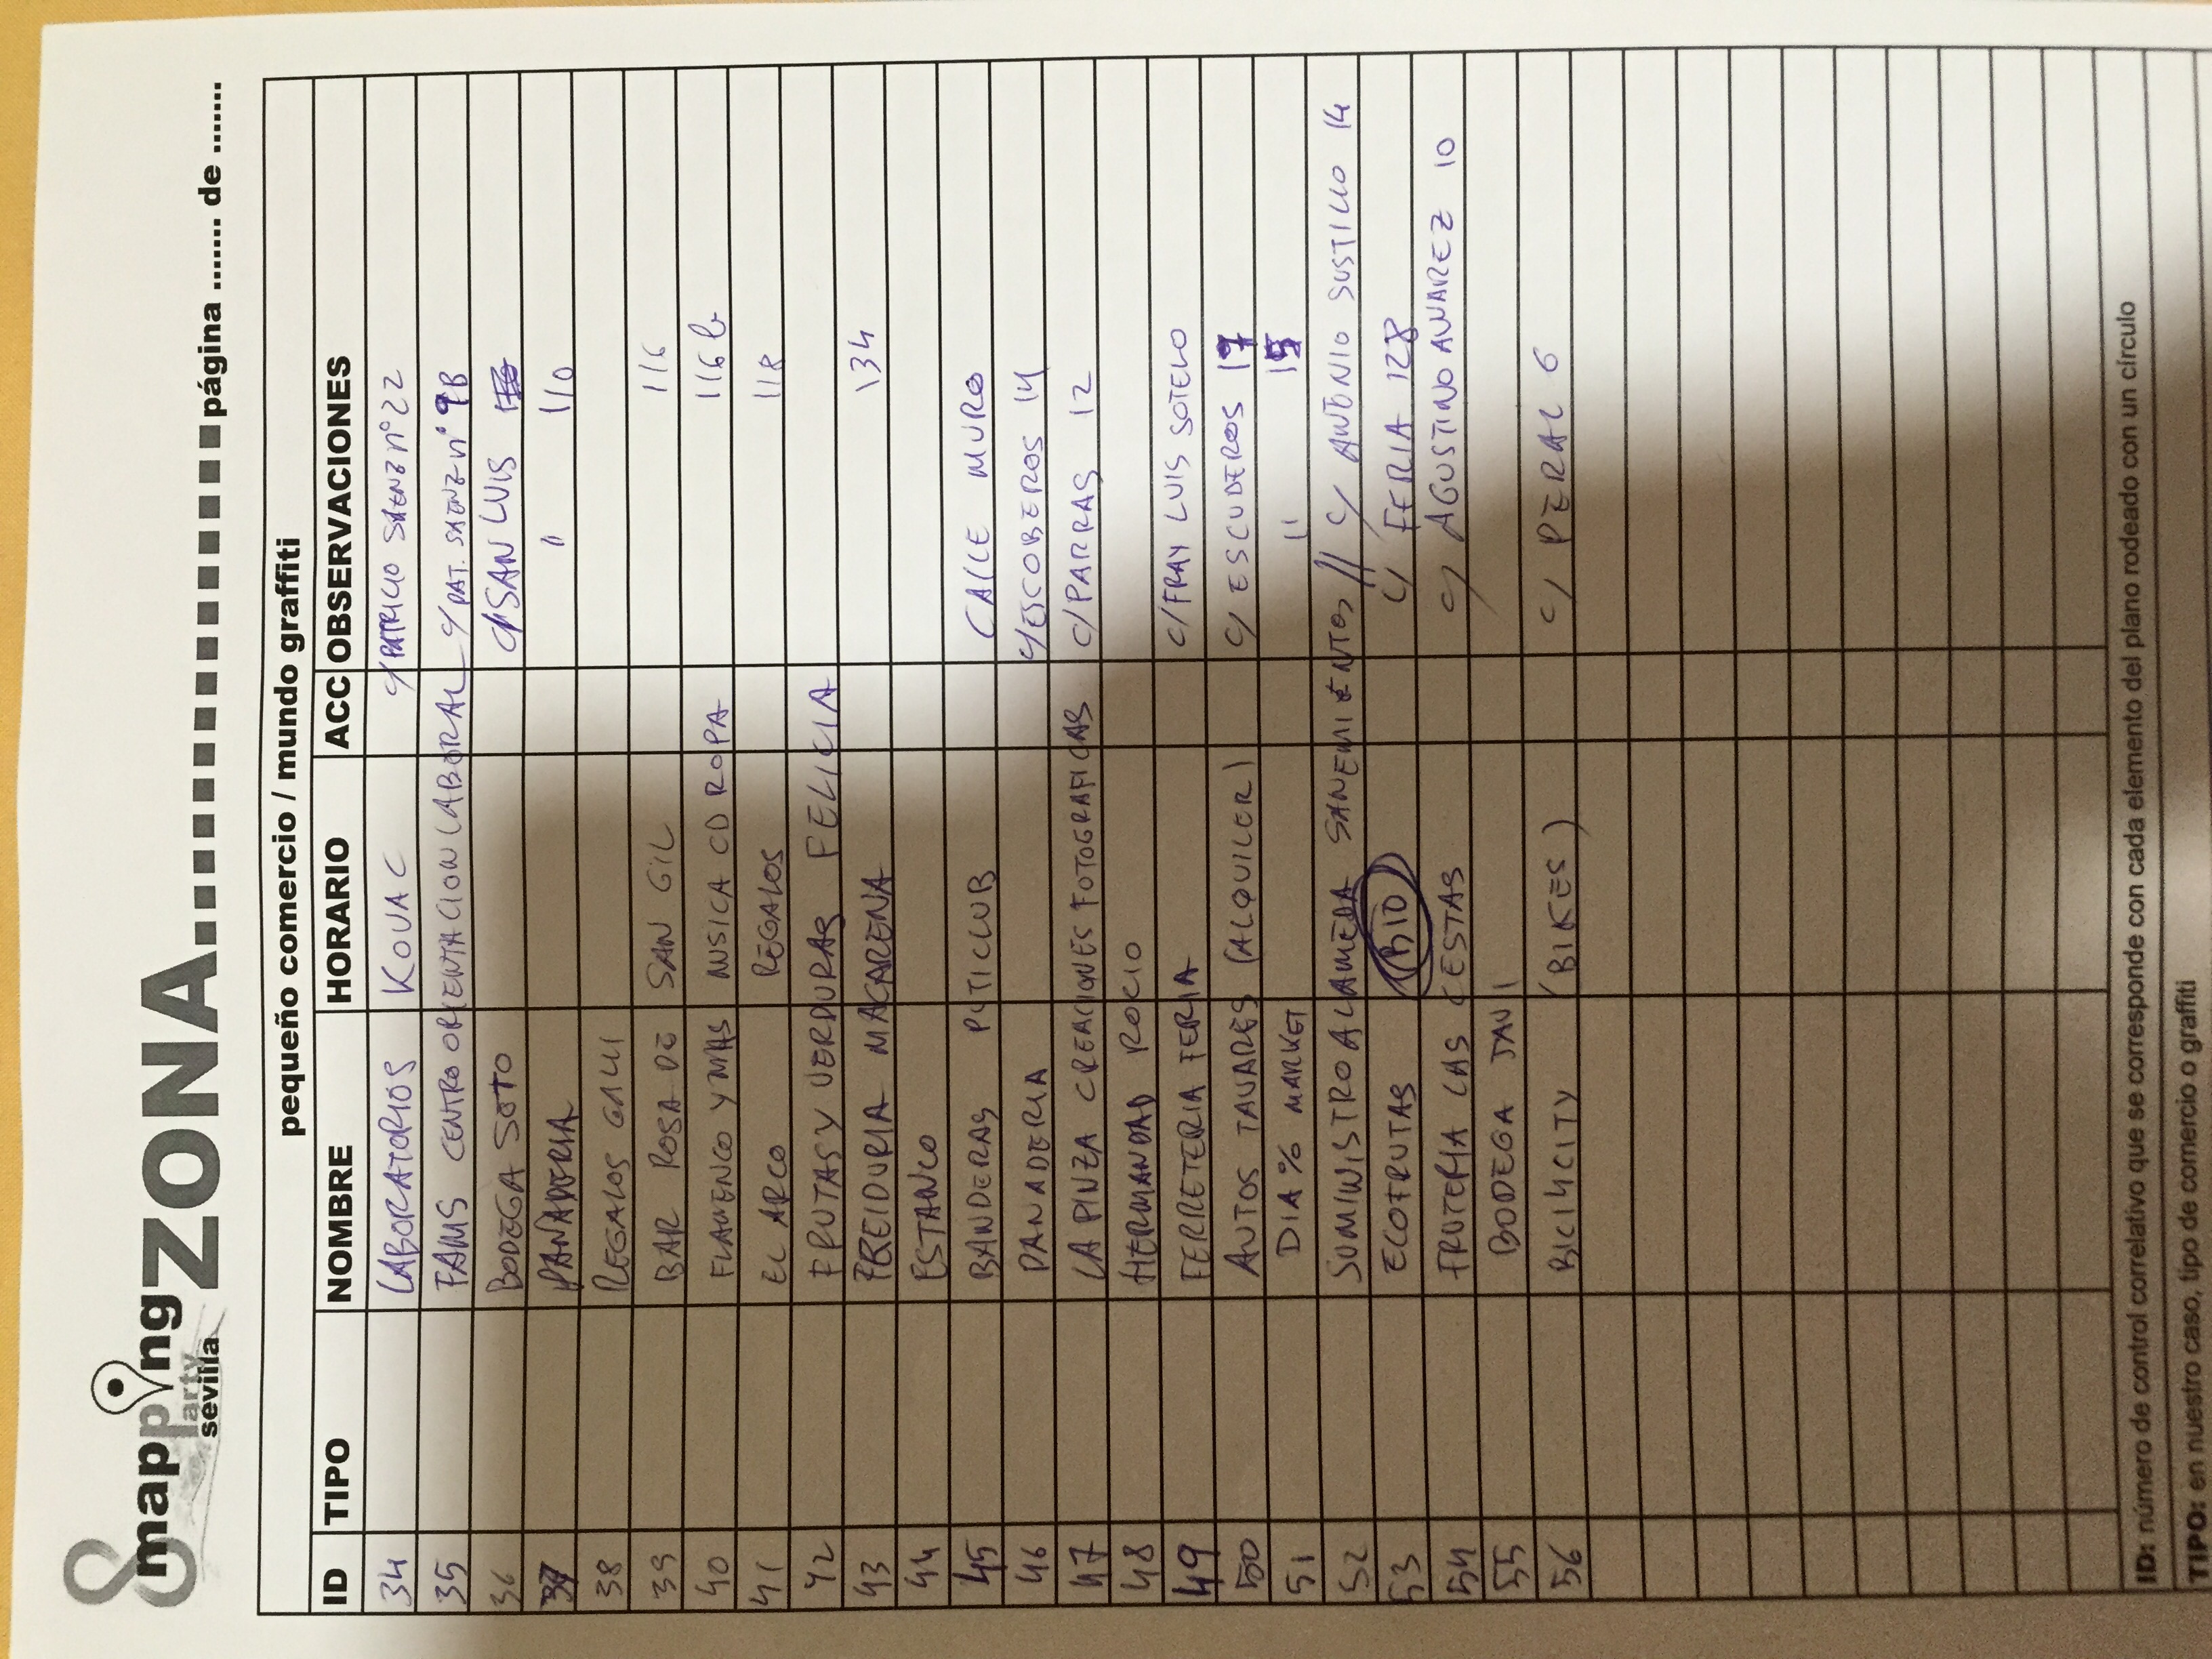 8 mapping party sevilla ZONA............... página ....... de .......
pequeño comercio / mundo graffiti
ID TIPO NOMBRE HORARIO ACC OBSERVACIONES
34 LABORATORIOS KOVAC C/PATRICIO SAENZ nº 22
35 FAMS CENTRO ORIENTACION LABORAL C/ PAT. SAENZ nº 9B
36 BODEGA SOTO C/SAN LUIS
37 PANADERIA " 110
38 REGALOS GALLI
39 BAR ROSA DE SAN GIL 116
40 FLAMENCO Y MAS MUSICA CD ROPA 116 b
41 EL ARCO REGALOS 118
42 FRUTAS Y VERDURAS FELICIA
43 FREIDURIA MACARENA 134
44 ESTANCO
45 BANDERAS PUTICLUB CALLE MURO
46 PANADERIA C/ESCOBEROS 14
47 LA PINZA CREACIONES FOTOGRAFICAS C/PARRAS 12
48 HERMANDAD ROCIO
49 FERRETERIA FERIA C/FRAY LUIS SOTELO
50 AUTOS TAVARES (ALQUILER) C/ ESCUDEROS 17
51 DIA % MARKET " 15
52 SUMINISTRO ALAMEDA SANEMIENTOS // C/ ANTONIO SUSTILLO 14
53 ECOFRUTAS BIO C/ FERIA 128
54 FRUTERIA LAS CESTAS C/ AGUSTINO ALVAREZ 10
55 BODEGA JAVI
56 BICI4CITY (BIKES) C/ PERAL 6
ID: número de control correlativo que se corresponde con cada elemento del plano rodeado con un círculo
TIPO: en nuestro caso, tipo de comercio o graffiti